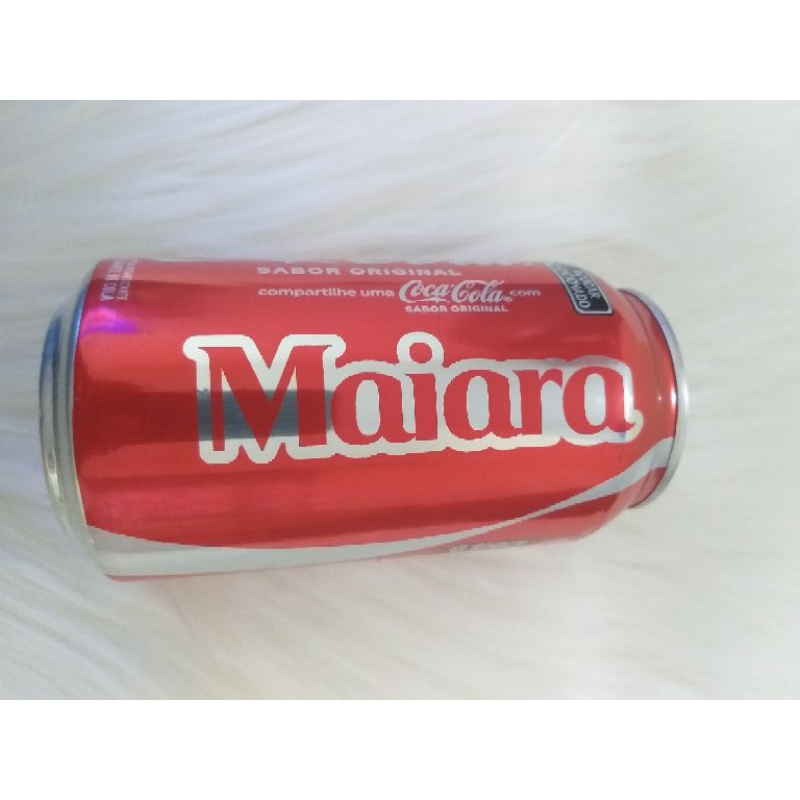 SABOR ORIGINAL
compartilhe uma Coca-Cola® com
SABOR ORIGINAL
Maiara